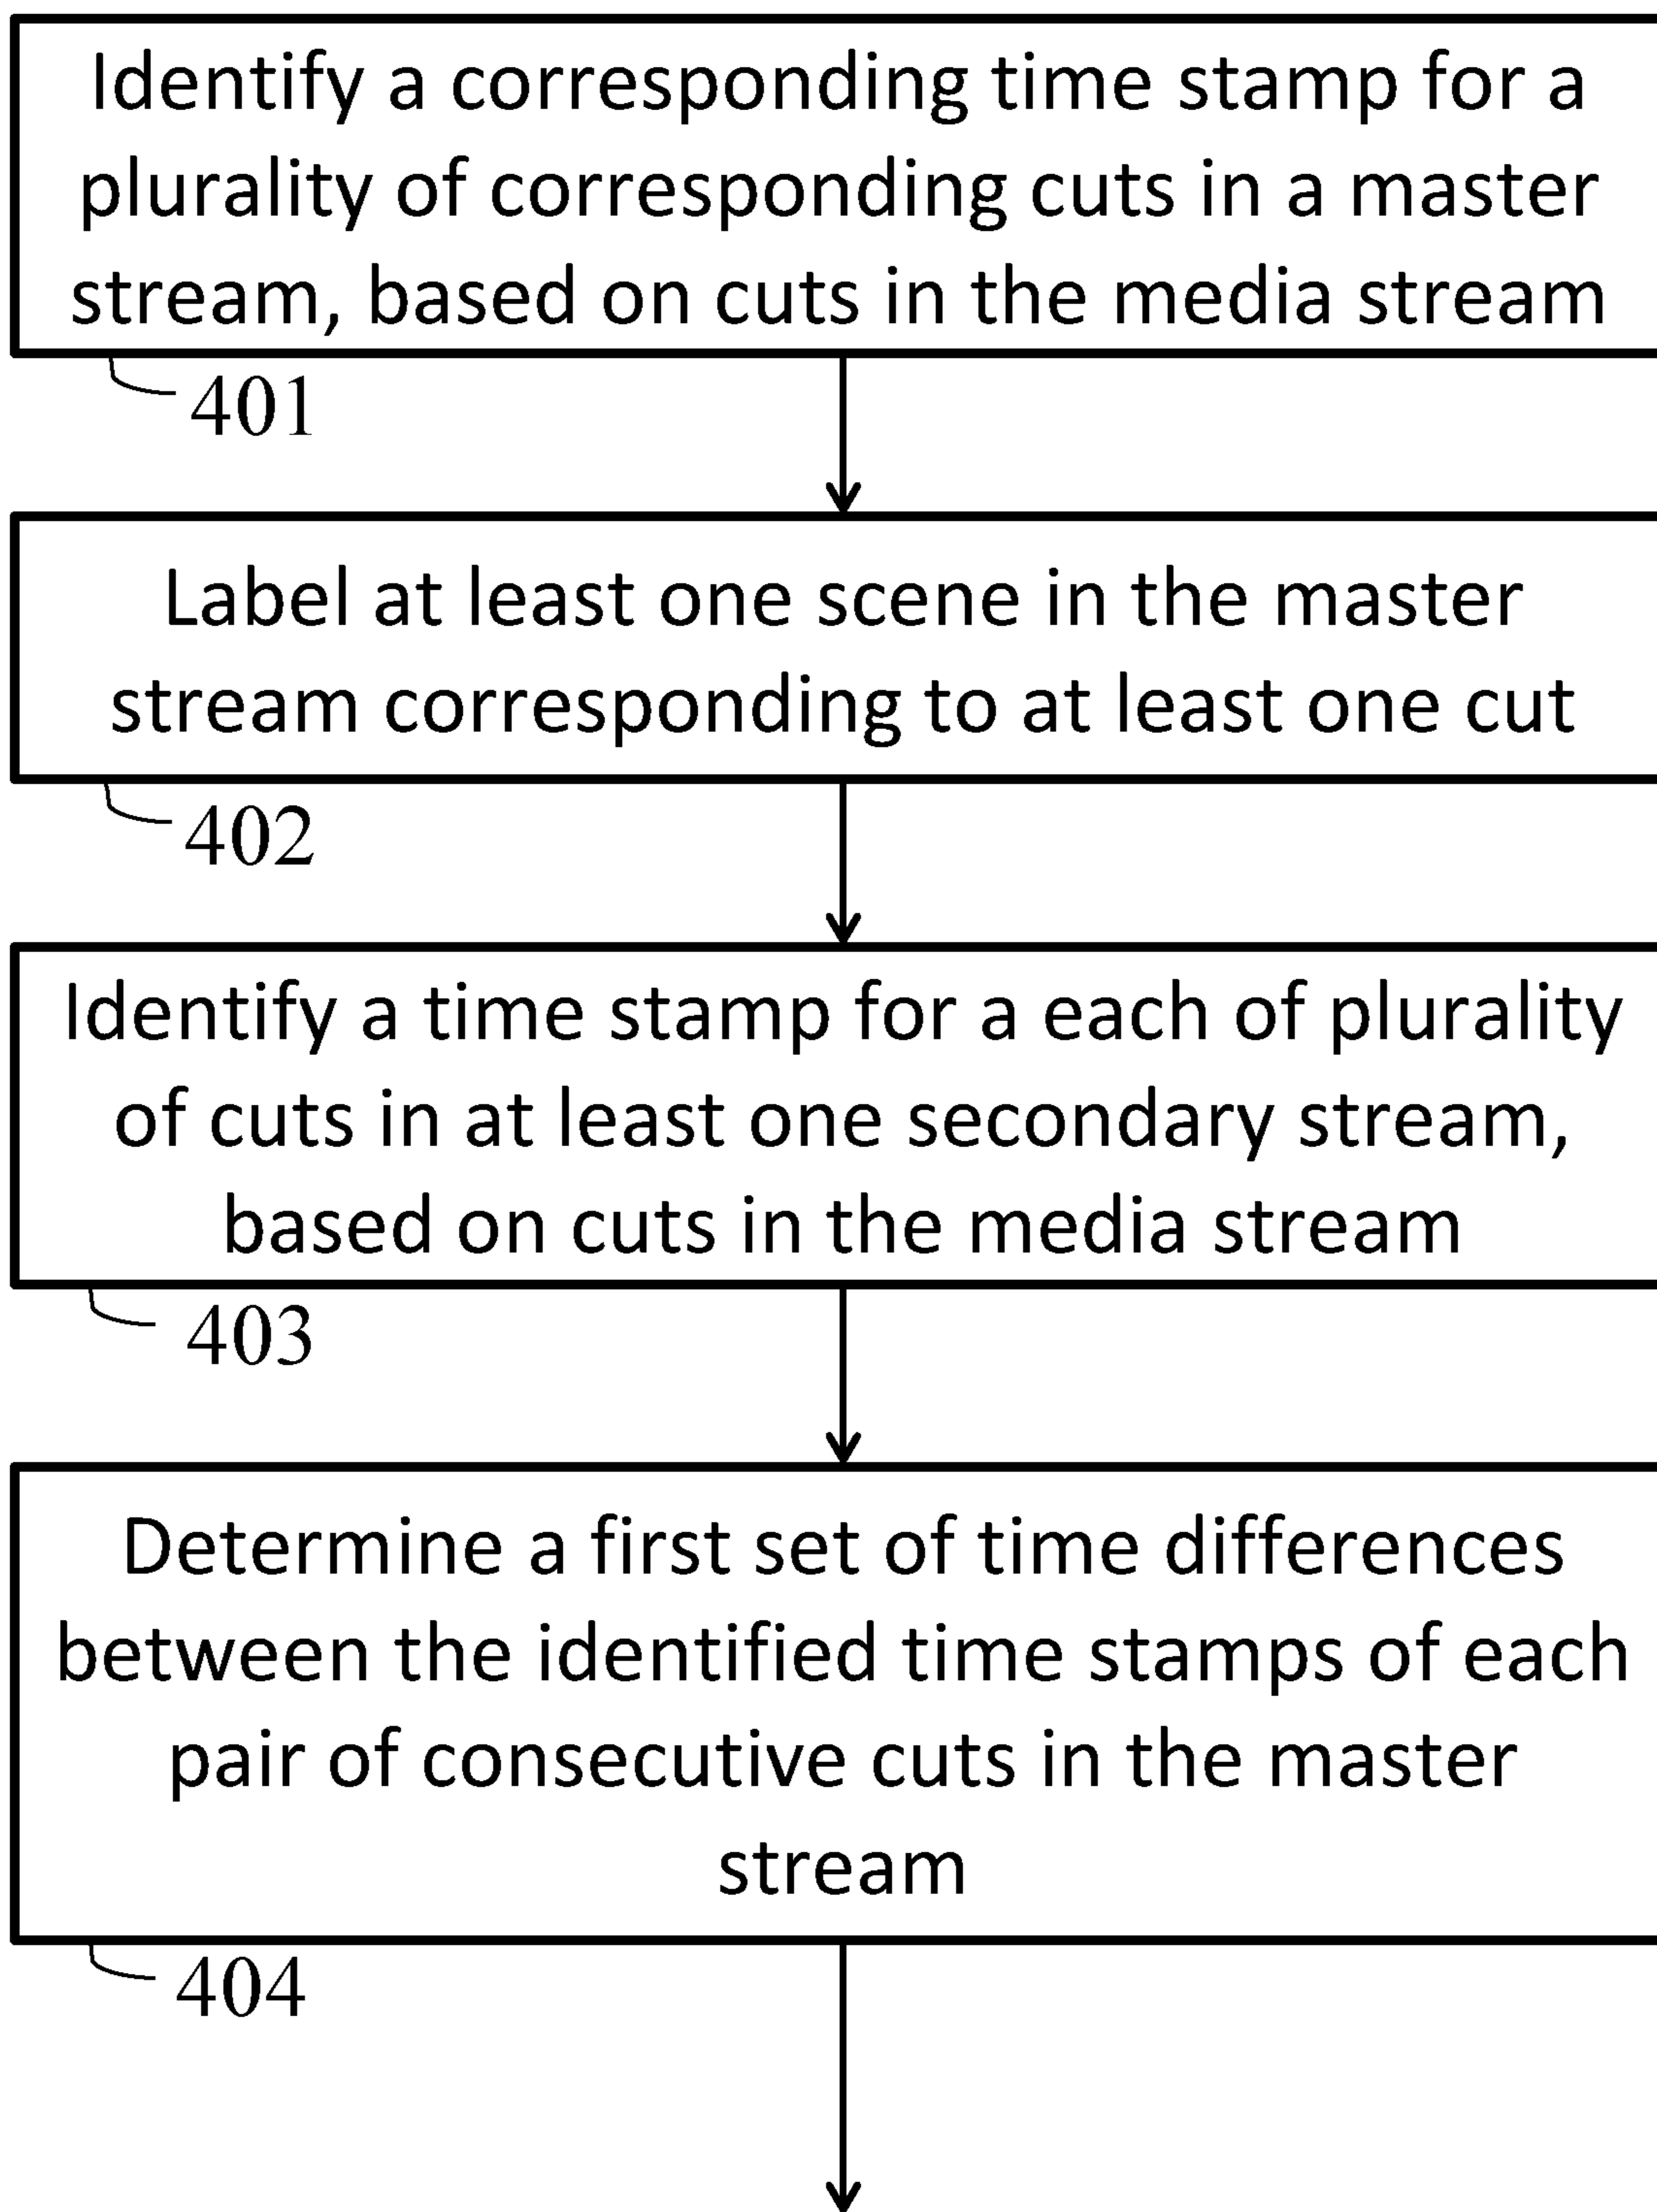 Identify a corresponding time stamp for a
plurality of corresponding cuts in a master
stream, based on cuts in the media stream
401
Label at least one scene in the master
stream corresponding to at least one cut
402
Identify a time stamp for a each of plurality
of cuts in at least one secondary stream,
based on cuts in the media stream
403
Determine a first set of time differences
between the identified time stamps of each
pair of consecutive cuts in the master
stream
404